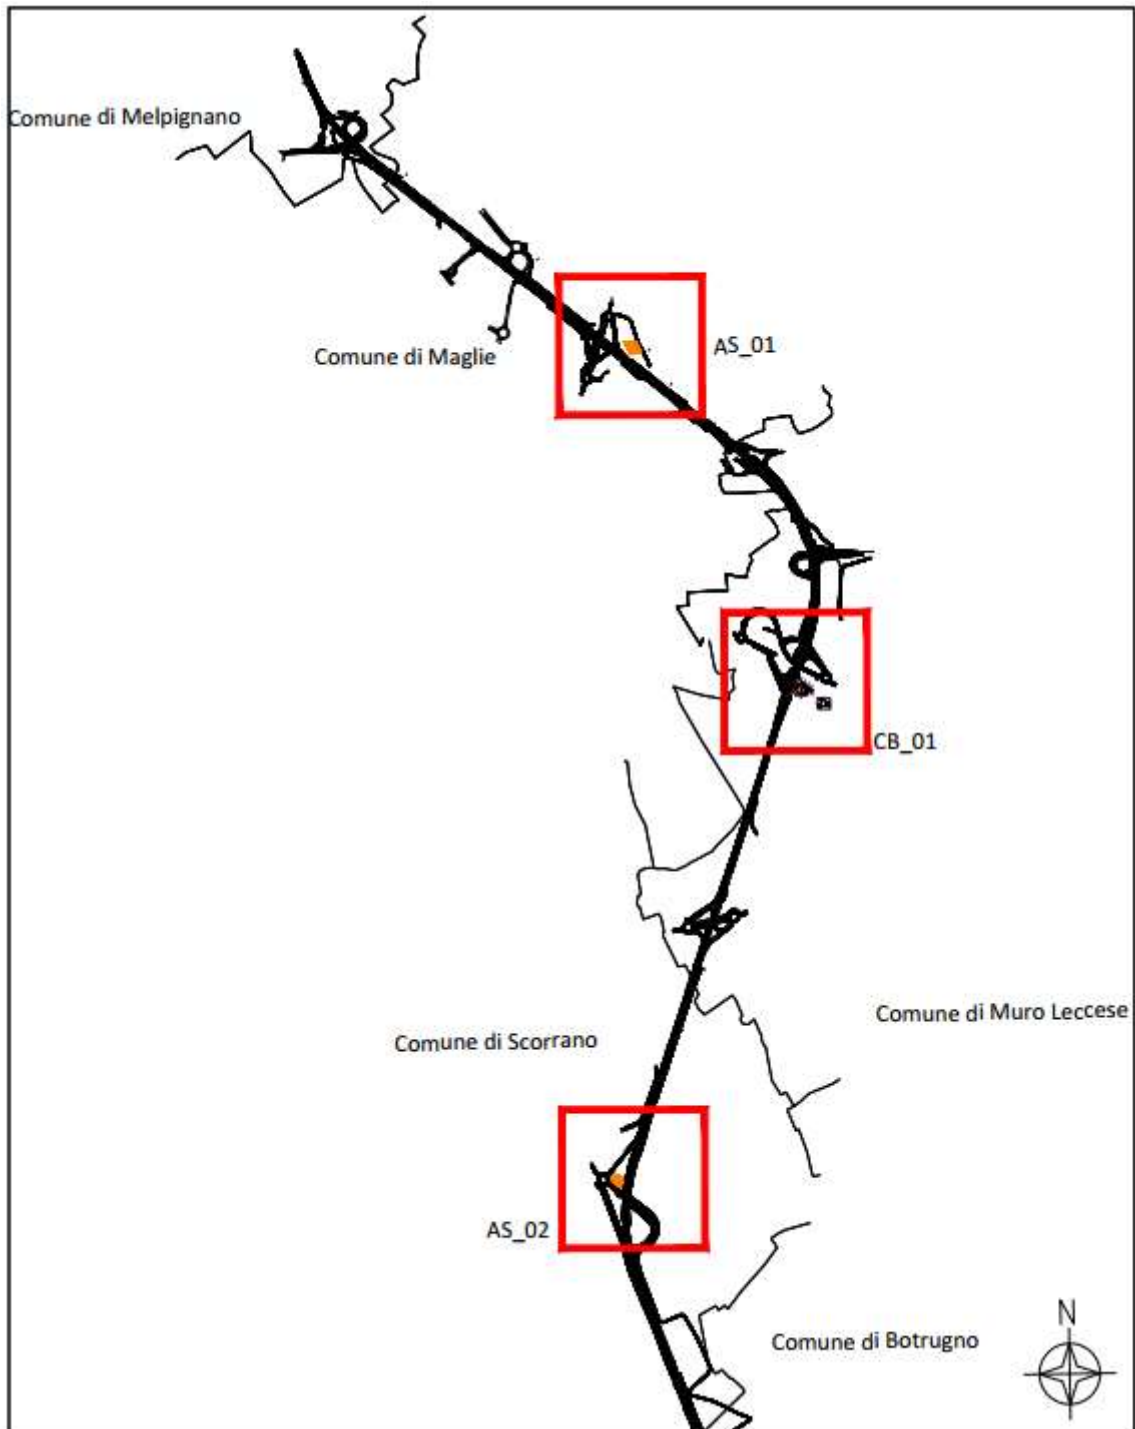 Comune di Melpignano
AS_01
Comune di Maglie
CB_01
Comune di Muro Leccese
Comune di Scorrano
AS_02
Comune di Botrugno
N